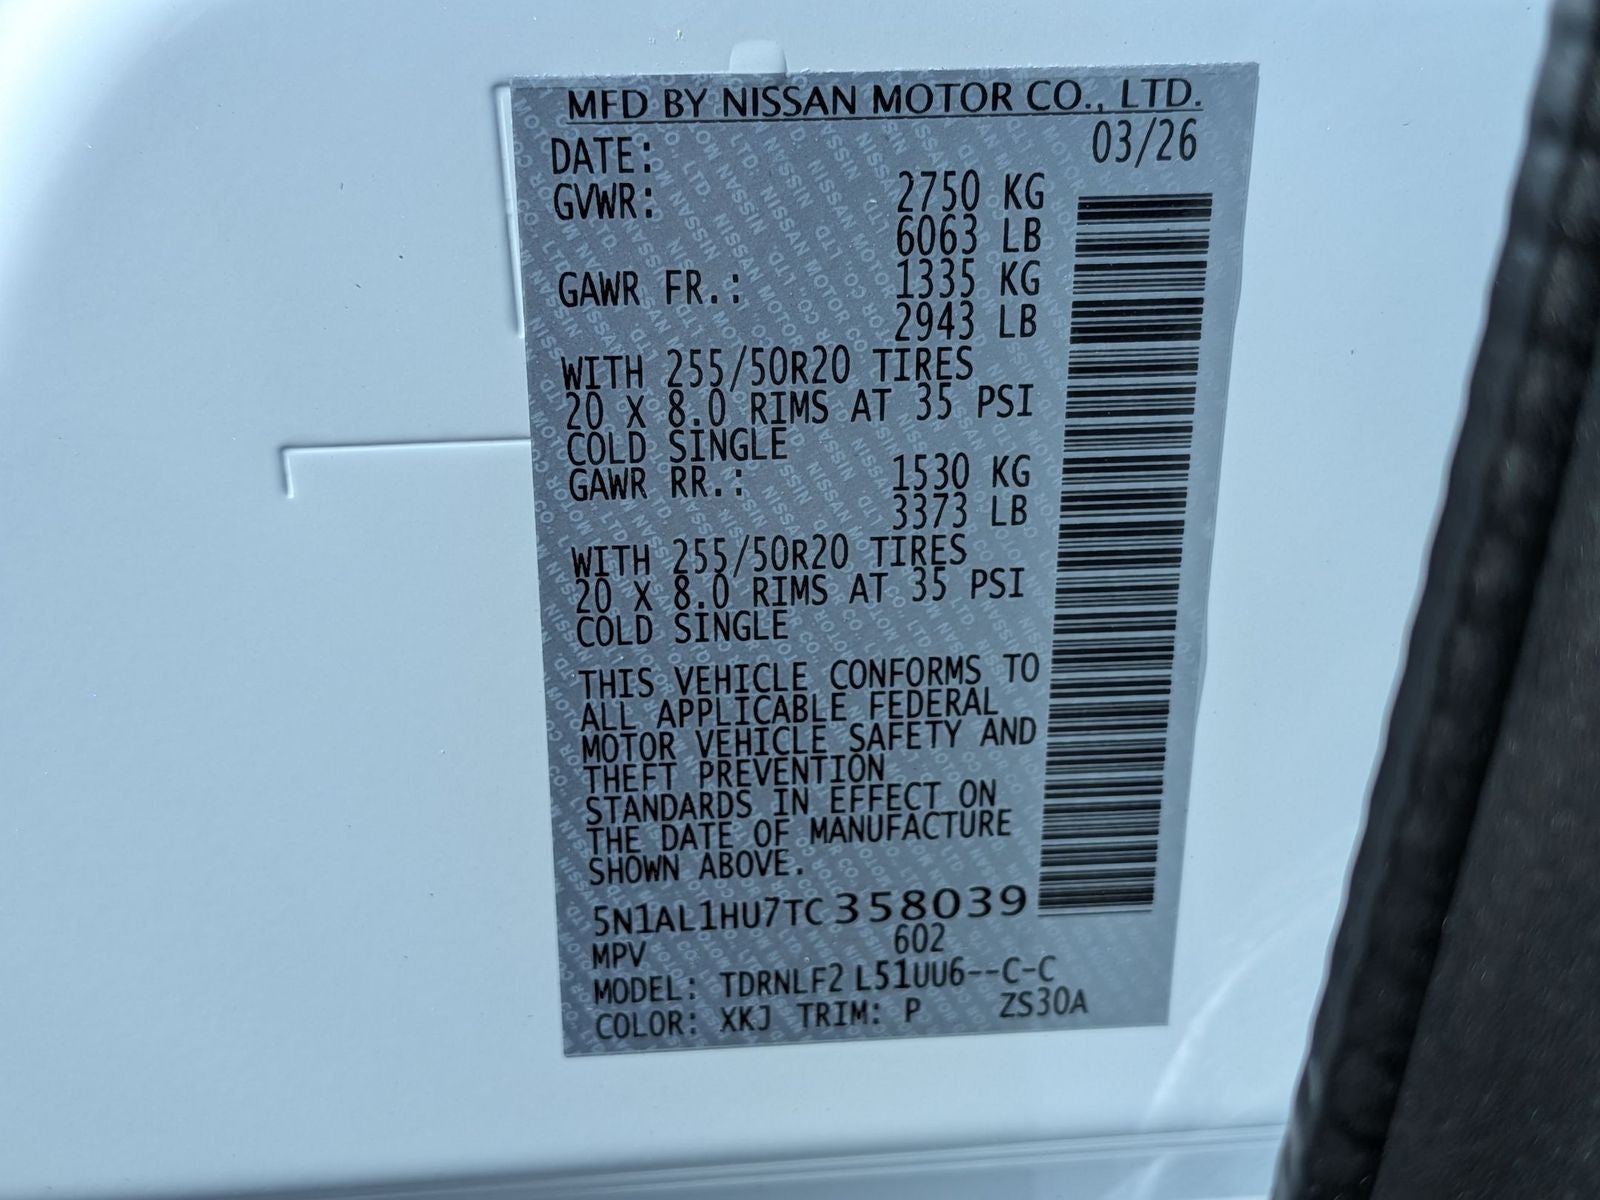 MFD BY NISSAN MOTOR CO., LTD.
DATE: 03/26
GVWR: 2750 KG
6063 LB
GAWR FR.: 1335 KG
2943 LB
WITH 255/50R20 TIRES
20 X 8.0 RIMS AT 35 PSI
COLD SINGLE
GAWR RR.: 1530 KG
3373 LB
WITH 255/50R20 TIRES
20 X 8.0 RIMS AT 35 PSI
COLD SINGLE
THIS VEHICLE CONFORMS TO
ALL APPLICABLE FEDERAL
MOTOR VEHICLE SAFETY AND
THEFT PREVENTION
STANDARDS IN EFFECT ON
THE DATE OF MANUFACTURE
SHOWN ABOVE.
5N1AL1HU7TC358039
MPV 602
MODEL: TDRNLF2 L51UU6--C-C
COLOR: XKJ TRIM: P ZS30A